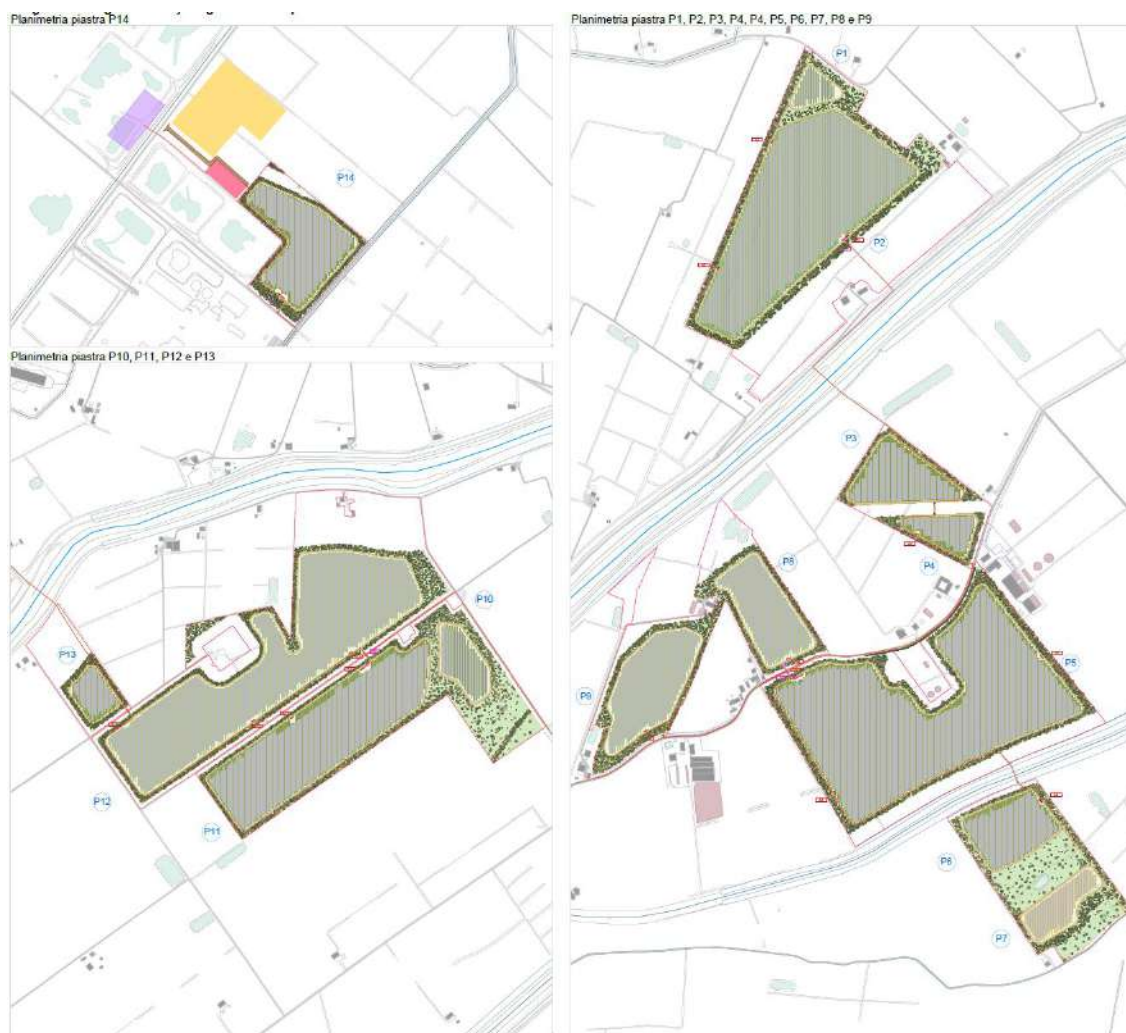 Planimetria piastra P14
P14
Planimetria piastra P10, P11, P12 e P13
P10
P13
P12
P11
Planimetria piastra P1, P2, P3, P4, P4, P5, P6, P7, P8 e P9
P1
P2
P3
P4
P8
P5
P9
P6
P7